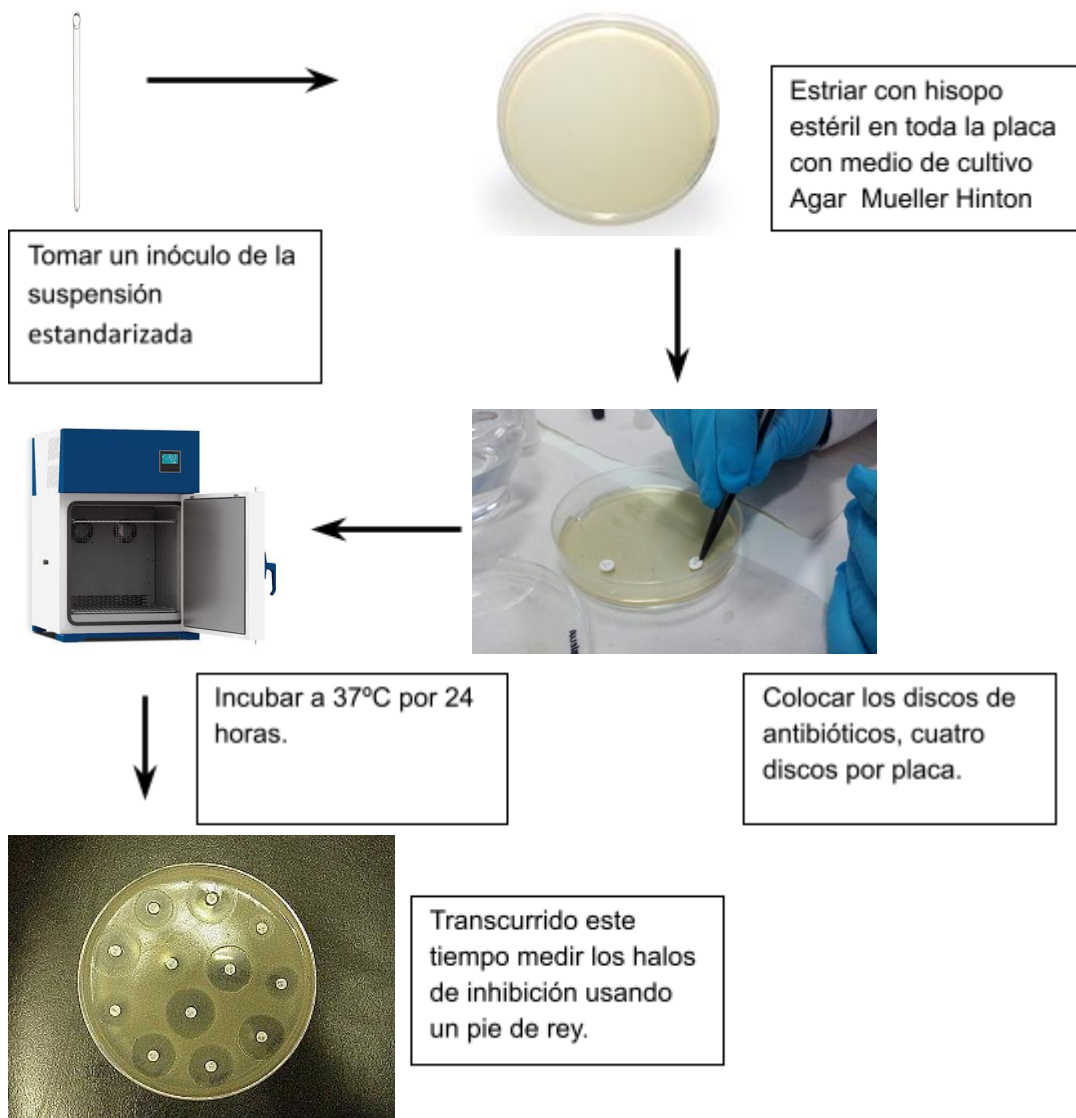 Estriar con hisopo
estéril en toda la placa
con medio de cultivo
Agar Mueller Hinton
Tomar un inóculo de la
suspensión
estandarizada
Incubar a 37ºC por 24
horas.
Colocar los discos de
antibióticos, cuatro
discos por placa.
Transcurrido este
tiempo medir los halos
de inhibición usando
un pie de rey.